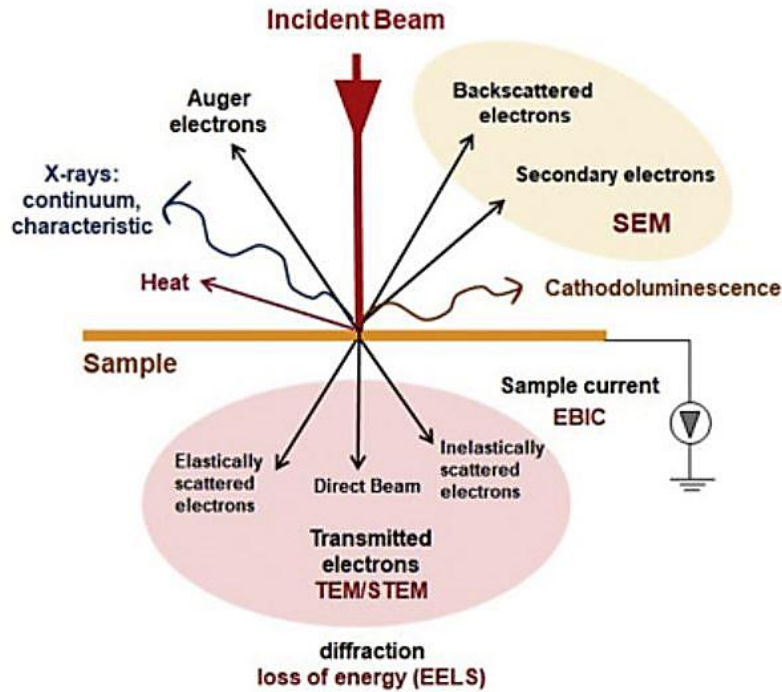 Incident Beam
Auger
electrons
Backscattered
electrons
X-rays:
continuum,
characteristic
Secondary electrons
SEM
Heat
Cathodoluminescence
Sample
Sample current
EBIC
Elastically
scattered
electrons
Direct Beam
Inelastically
scattered
electrons
Transmitted
electrons
TEM/STEM
diffraction
loss of energy (EELS)